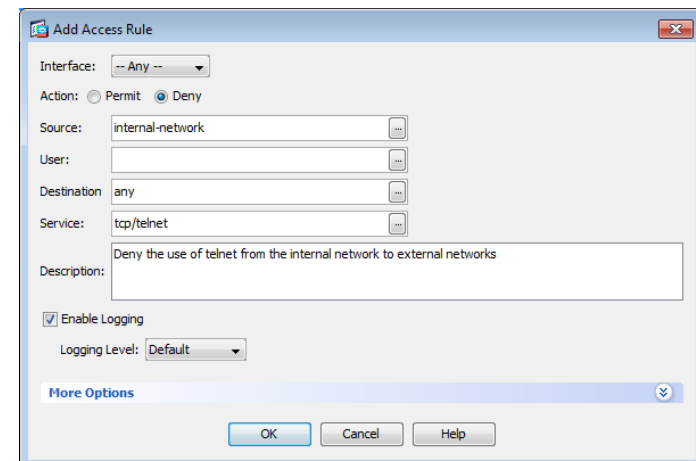 Add Access Rule
Interface: -- Any --
Action: Permit Deny
Source: internal-network ...
User: ...
Destination any ...
Service: tcp/telnet ...
Deny the use of telnet from the internal network to external networks
Description:
Enable Logging
Logging Level: Default
More Options
OK Cancel Help